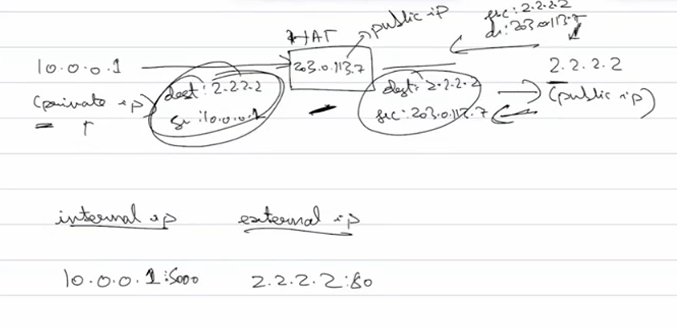 NAT
public ip
src: 2.2.2.2
ds: 203.0.113.7
10.0.0.1
203.0.113.7
2.2.2.2
(private ip)
dest: 2.2.2.2
sr: 10.0.0.1
dest: 2.2.2.2
src: 203.0.113.7
(public ip)
internal ip external ip
10.0.0.1:5000 2.2.2.2:80